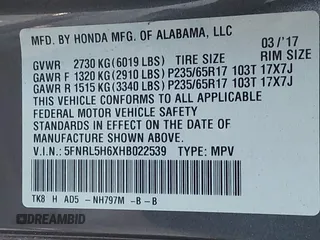 MFD. BY HONDA MFG. OF ALABAMA, LLC
03/'17
GVWR 2730 KG(6019 LBS) TIRE SIZE RIM SIZE
GAWR F 1320 KG(2910 LBS) P235/65R17 103T 17X7J
GAWR R 1515 KG(3340 LBS) P235/65R17 103T 17X7J
THIS VEHICLE CONFORMS TO ALL APPLICABLE
FEDERAL MOTOR VEHICLE SAFETY
STANDARDS IN EFFECT ON THE DATE OF
MANUFACTURE SHOWN ABOVE.
V.I.N: 5FNRL5H6XHB022539 TYPE: MPV
TK8 H AD5 -NH797M -B -B
DREAMBID